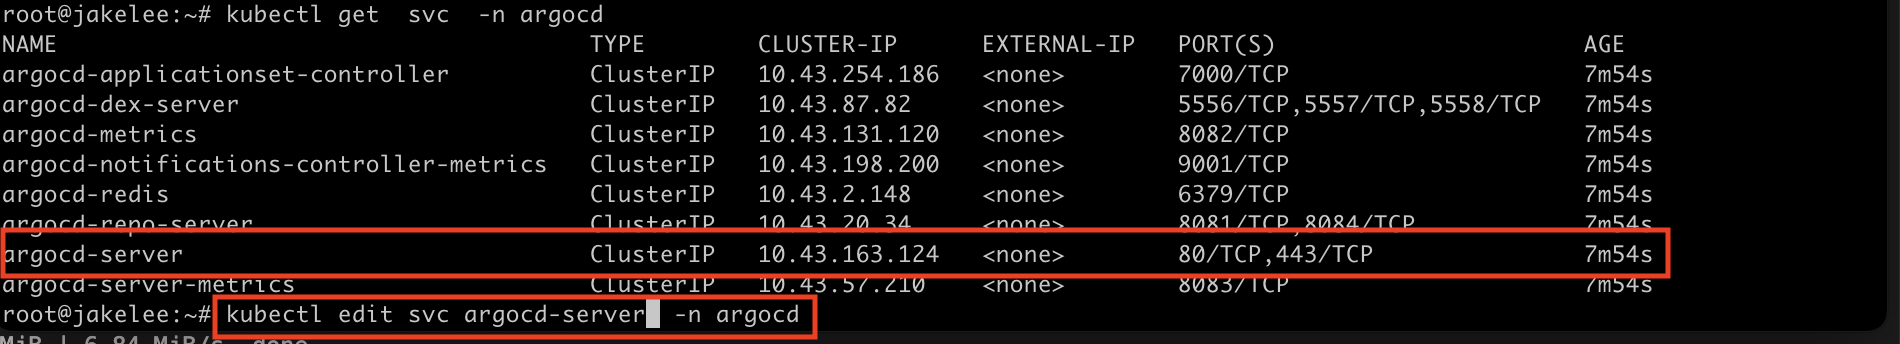 root@jakelee:~# kubectl get  svc  -n argocd
NAME TYPE CLUSTER-IP EXTERNAL-IP PORT(S) AGE
argocd-applicationset-controller ClusterIP 10.43.254.186 <none> 7000/TCP 7m54s
argocd-dex-server ClusterIP 10.43.87.82 <none> 5556/TCP,5557/TCP,5558/TCP 7m54s
argocd-metrics ClusterIP 10.43.131.120 <none> 8082/TCP 7m54s
argocd-notifications-controller-metrics ClusterIP 10.43.198.200 <none> 9001/TCP 7m54s
argocd-redis ClusterIP 10.43.2.148 <none> 6379/TCP 7m54s
argocd-repo-server ClusterIP 10.43.20.34 <none> 8081/TCP,8084/TCP 7m54s
argocd-server ClusterIP 10.43.163.124 <none> 80/TCP,443/TCP 7m54s
argocd-server-metrics ClusterIP 10.43.57.210 <none> 8083/TCP 7m54s
root@jakelee:~# kubectl edit svc argocd-server  -n argocd
MiB | 6.84 MiB/s, done